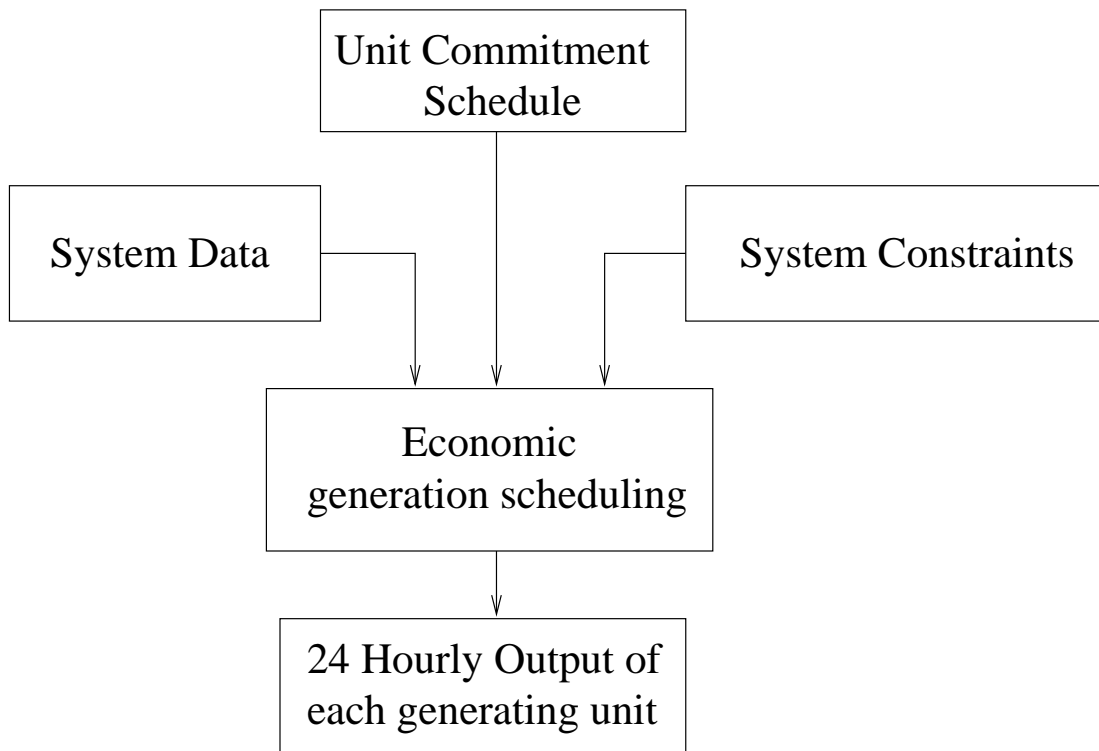 Unit Commitment
Schedule
System Data
System Constraints
Economic
generation scheduling
24 Hourly Output of
each generating unit